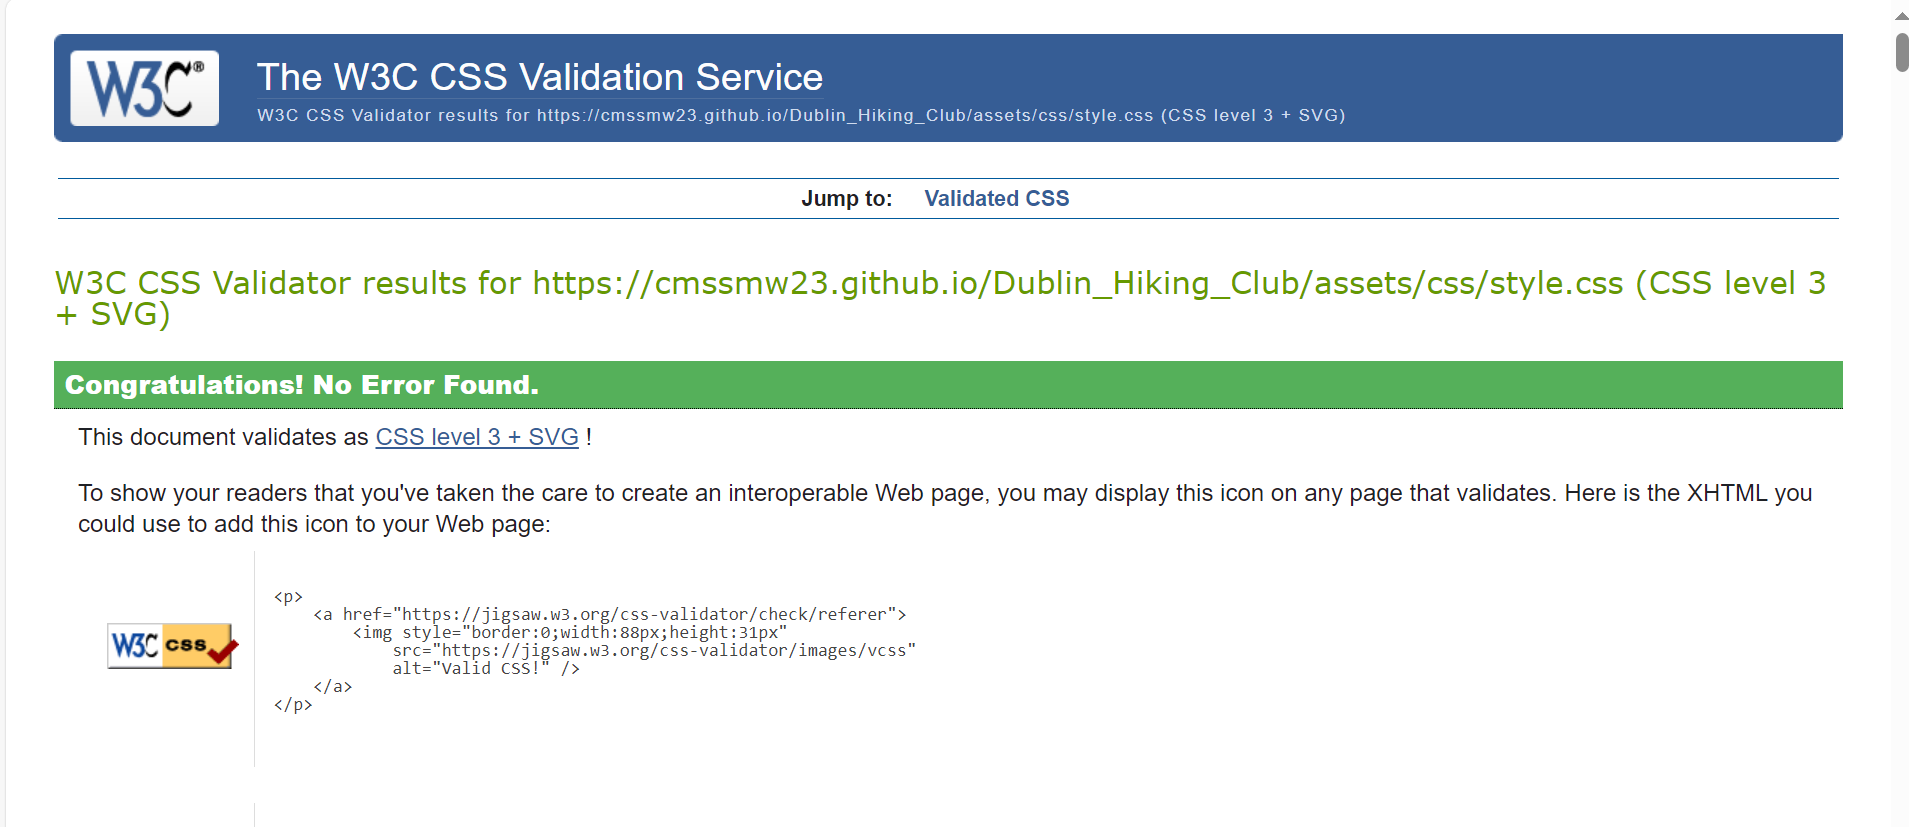 W3C®
The W3C CSS Validation Service
W3C CSS Validator results for https://cmssmw23.github.io/Dublin_Hiking_Club/assets/css/style.css (CSS level 3 + SVG)
Jump to: Validated CSS
W3C CSS Validator results for https://cmssmw23.github.io/Dublin_Hiking_Club/assets/css/style.css (CSS level 3
+ SVG)
Congratulations! No Error Found.
This document validates as CSS level 3 + SVG !
To show your readers that you've taken the care to create an interoperable Web page, you may display this icon on any page that validates. Here is the XHTML you
could use to add this icon to your Web page:
W3C css
<p>
    <a href="https://jigsaw.w3.org/css-validator/check/referer">
        <img style="border:0;width:88px;height:31px"
            src="https://jigsaw.w3.org/css-validator/images/vcss"
            alt="Valid CSS!" />
    </a>
</p>